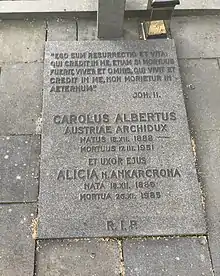 "EGO SUM RESURRECTIO ET VITA:
QUI CREDIT IN ME, ETIAM SI MORTUUS
FUERIT, VIVET ET OMNIS, QUI VIVIT ET
CREDIT IN ME, NON MORIETUR IN
AETERNUM"
JOH. 11.
CAROLUS ALBERTUS
AUSTRIAE ARCHIDUX
NATUS 18.XII. 1888
MORTUUS 17.III. 1951
ET UXOR EJUS
ALICIA N. ANKARCRONA
NATA 18.XII. 1889
MORTUA 26.XI. 1985
R.I.P.